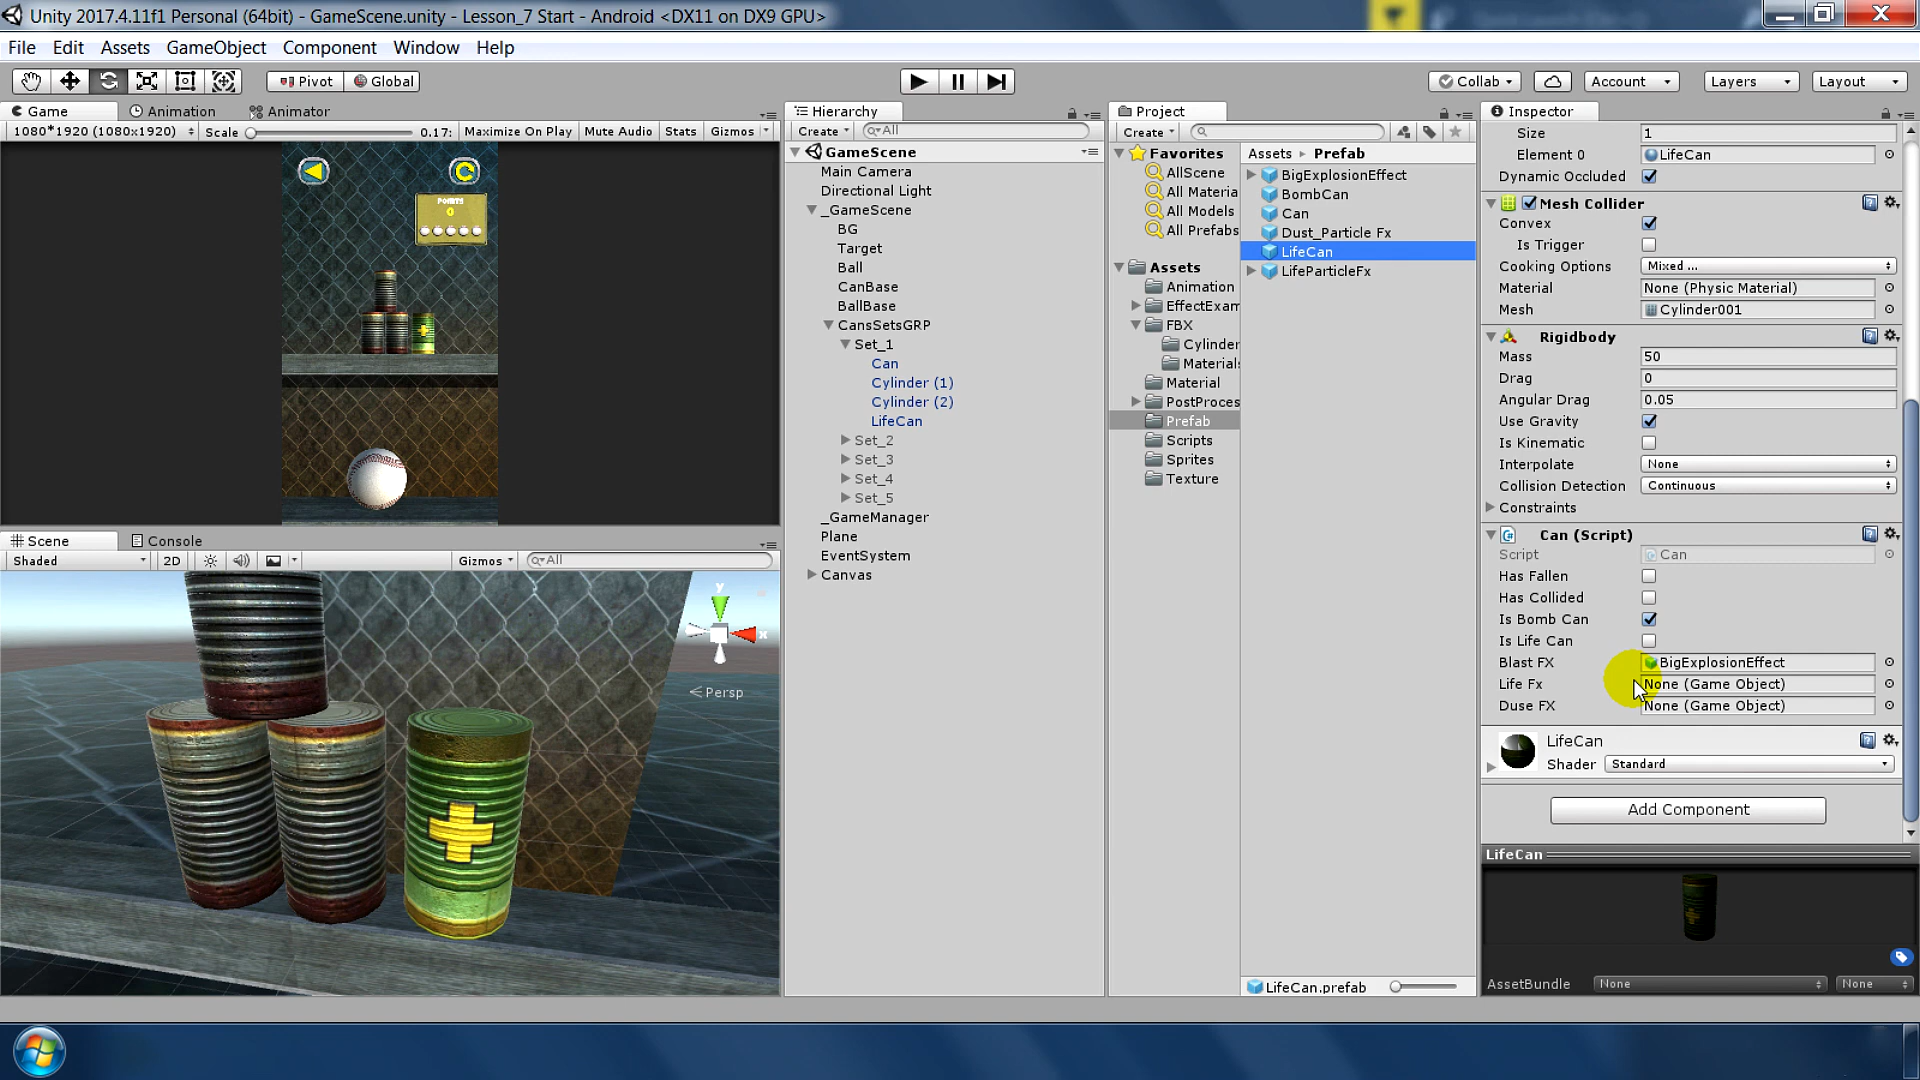 Unity 2017.4.11f1 Personal (64bit) - GameScene.unity - Lesson_7 Start - Android <DX11 on DX9 GPU>
File Edit Assets GameObject Component Window Help
Pivot Global Collab Account Layers Layout
Game Animation Animator
1080*1920 (1080x1920) Scale 0.17: Maximize On Play Mute Audio Stats Gizmos
POINTS
0
Scene Console
Shaded 2D Gizmos All
y
x
Persp
Hierarchy
Create All
GameScene
Main Camera
Directional Light
_GameScene
BG
Target
Ball
CanBase
BallBase
CansSetsGRP
Set_1
Can
Cylinder (1)
Cylinder (2)
LifeCan
Set_2
Set_3
Set_4
Set_5
_GameManager
Plane
EventSystem
Canvas
Project
Create
Favorites
AllScene
All Materia
All Models
All Prefabs
Assets
Animation
EffectExam
FBX
Cylinder
Materials
Material
PostProces
Prefab
Scripts
Sprites
Texture
Assets Prefab
BigExplosionEffect
BombCan
Can
Dust_Particle Fx
LifeCan
LifeParticleFx
LifeCan.prefab
Inspector
Size 1
Element 0 LifeCan
Dynamic Occluded
Mesh Collider
Convex
Is Trigger
Cooking Options Mixed ...
Material None (Physic Material)
Mesh Cylinder001
Rigidbody
Mass 50
Drag 0
Angular Drag 0.05
Use Gravity
Is Kinematic
Interpolate None
Collision Detection Continuous
Constraints
Can (Script)
Script Can
Has Fallen
Has Collided
Is Bomb Can
Is Life Can
Blast FX BigExplosionEffect
Life Fx None (Game Object)
Duse FX None (Game Object)
LifeCan
Shader Standard
Add Component
LifeCan
AssetBundle None None